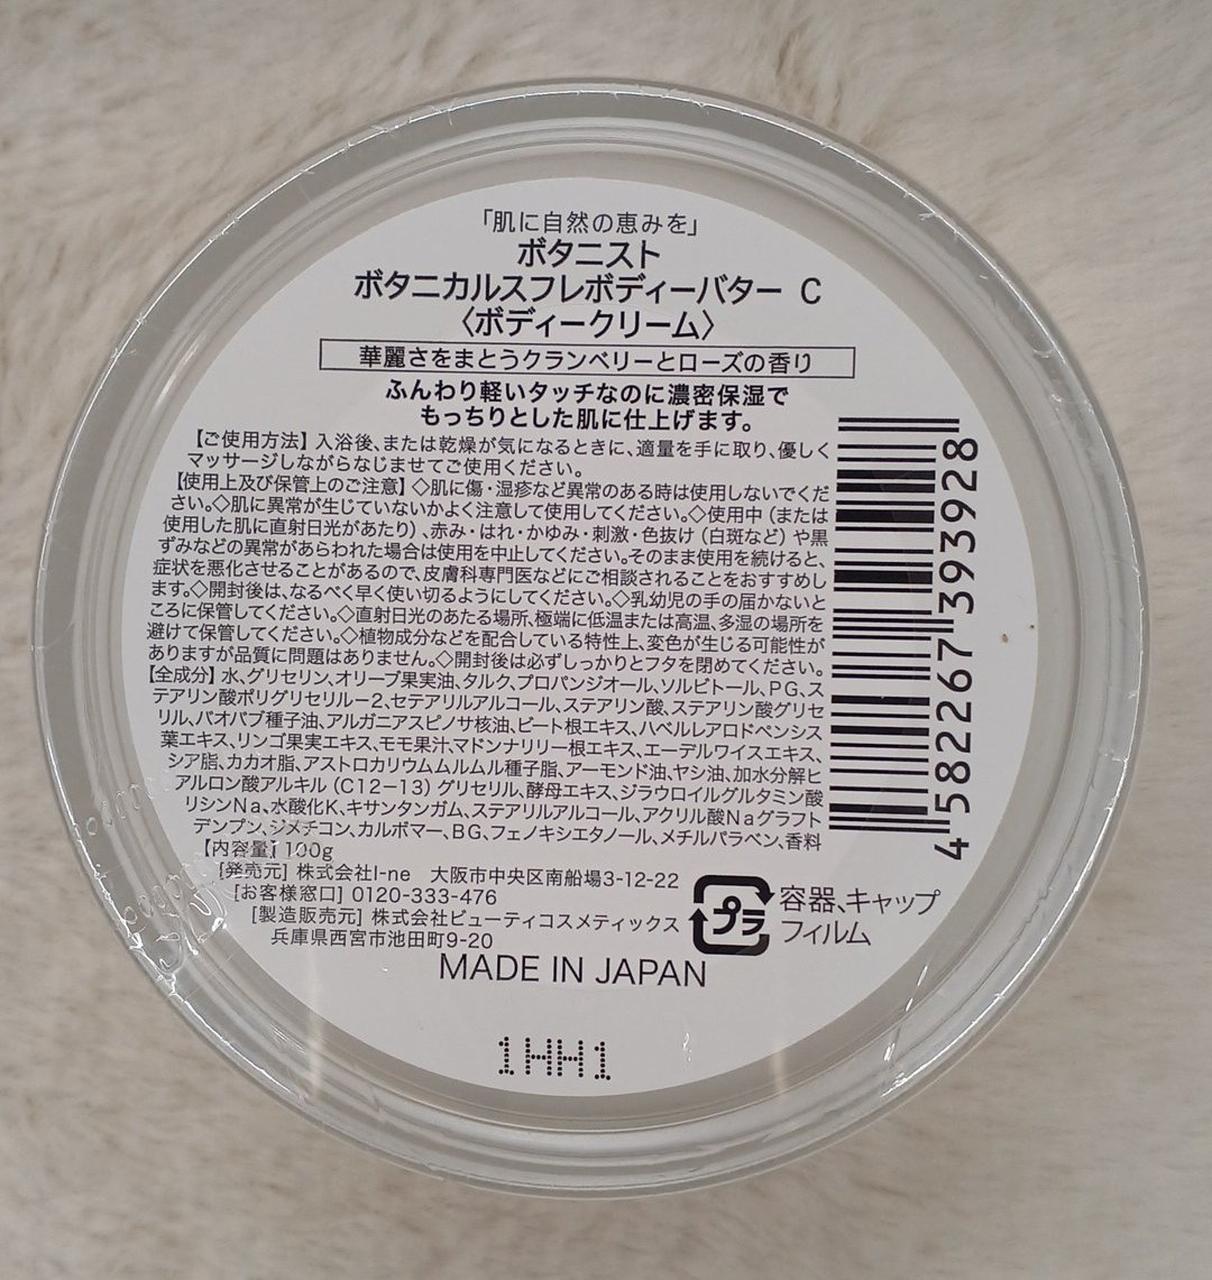 「肌に自然の恵みを」
ボタニスト
ボタニカルスフレボディーバター C
〈ボディークリーム〉
華麗さをまとうクランベリーとローズの香り
ふんわり軽いタッチなのに濃密保湿で
もっちりとした肌に仕上げます。
【ご使用方法】入浴後、または乾燥が気になるときに、適量を手に取り、優しく
マッサージしながらなじませてご使用ください。
【使用上及び保管上のご注意】◇肌に傷・湿疹など異常のある時は使用しないでくだ
さい。◇肌に異常が生じていないかよく注意して使用してください。◇使用中（または
使用した肌に直射日光があたり）、赤み・はれ・かゆみ・刺激・色抜け（白斑など）や黒
ずみなどの異常があらわれた場合は使用を中止してください。そのまま使用を続けると、
症状を悪化させることがあるので、皮膚科専門医などにご相談されることをおすすめし
ます。◇開封後は、なるべく早く使い切るようにしてください。◇乳幼児の手の届かないと
ころに保管してください。◇直射日光のあたる場所、極端に低温または高温、多湿の場所を
避けて保管してください。◇植物成分などを配合している特性上、変色が生じる可能性が
ありますが品質に問題はありません。◇開封後は必ずしっかりとフタを閉めてください。
【全成分】水、グリセリン、オリーブ果実油、タルク、プロパンジオール、ソルビトール、PG、ス
テアリン酸ポリグリセリル－2、セテアリルアルコール、ステアリン酸、ステアリン酸グリセ
リル、バオバブ種子油、アルガニアスピノサ核油、ビート根エキス、ハベルレアロドペンシス
葉エキス、リンゴ果実エキス、モモ果汁、マドンナリリー根エキス、エーデルワイスエキス、
シア脂、カカオ脂、アストロカリウムムルムル種子脂、アーモンド油、ヤシ油、加水分解ヒ
アルロン酸アルキル（C12－13）グリセリル、酵母エキス、ジラウロイルグルタミン酸
リシンNa、水酸化K、キサンタンガム、ステアリルアルコール、アクリル酸Naグラフト
デンプン、ジメチコン、カルボマー、BG、フェノキシエタノール、メチルパラベン、香料
【内容量】100g
[発売元] 株式会社I-ne 大阪市中央区南船場3-12-22
[お客様窓口] 0120-333-476
[製造販売元] 株式会社ビューティコスメティックス
兵庫県西宮市池田町9-20
プラ
容器、キャップ
フィルム
MADE IN JAPAN
4582267393928
1HH1